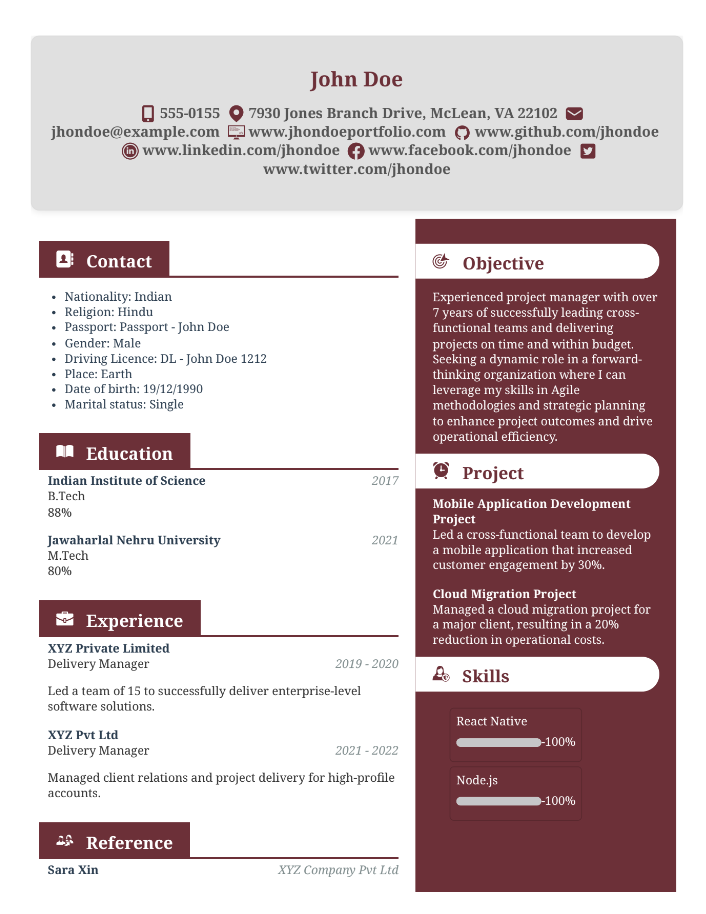 John Doe
555-0155 7930 Jones Branch Drive, McLean, VA 22102
jhondoe@example.com www.jhondoeportfolio.com www.github.com/jhondoe
www.linkedin.com/jhondoe www.facebook.com/jhondoe
www.twitter.com/jhondoe
Contact
Nationality: Indian
Religion: Hindu
Passport: Passport - John Doe
Gender: Male
Driving Licence: DL - John Doe 1212
Place: Earth
Date of birth: 19/12/1990
Marital status: Single
Education
Indian Institute of Science 2017
B.Tech
88%
Jawaharlal Nehru University 2021
M.Tech
80%
Experience
XYZ Private Limited
Delivery Manager 2019 - 2020
Led a team of 15 to successfully deliver enterprise-level
software solutions.
XYZ Pvt Ltd
Delivery Manager 2021 - 2022
Managed client relations and project delivery for high-profile
accounts.
Reference
Sara Xin XYZ Company Pvt Ltd
Objective
Experienced project manager with over
7 years of successfully leading cross-
functional teams and delivering
projects on time and within budget.
Seeking a dynamic role in a forward-
thinking organization where I can
leverage my skills in Agile
methodologies and strategic planning
to enhance project outcomes and drive
operational efficiency.
Project
Mobile Application Development
Project
Led a cross-functional team to develop
a mobile application that increased
customer engagement by 30%.
Cloud Migration Project
Managed a cloud migration project for
a major client, resulting in a 20%
reduction in operational costs.
Skills
React Native
-100%
Node.js
-100%